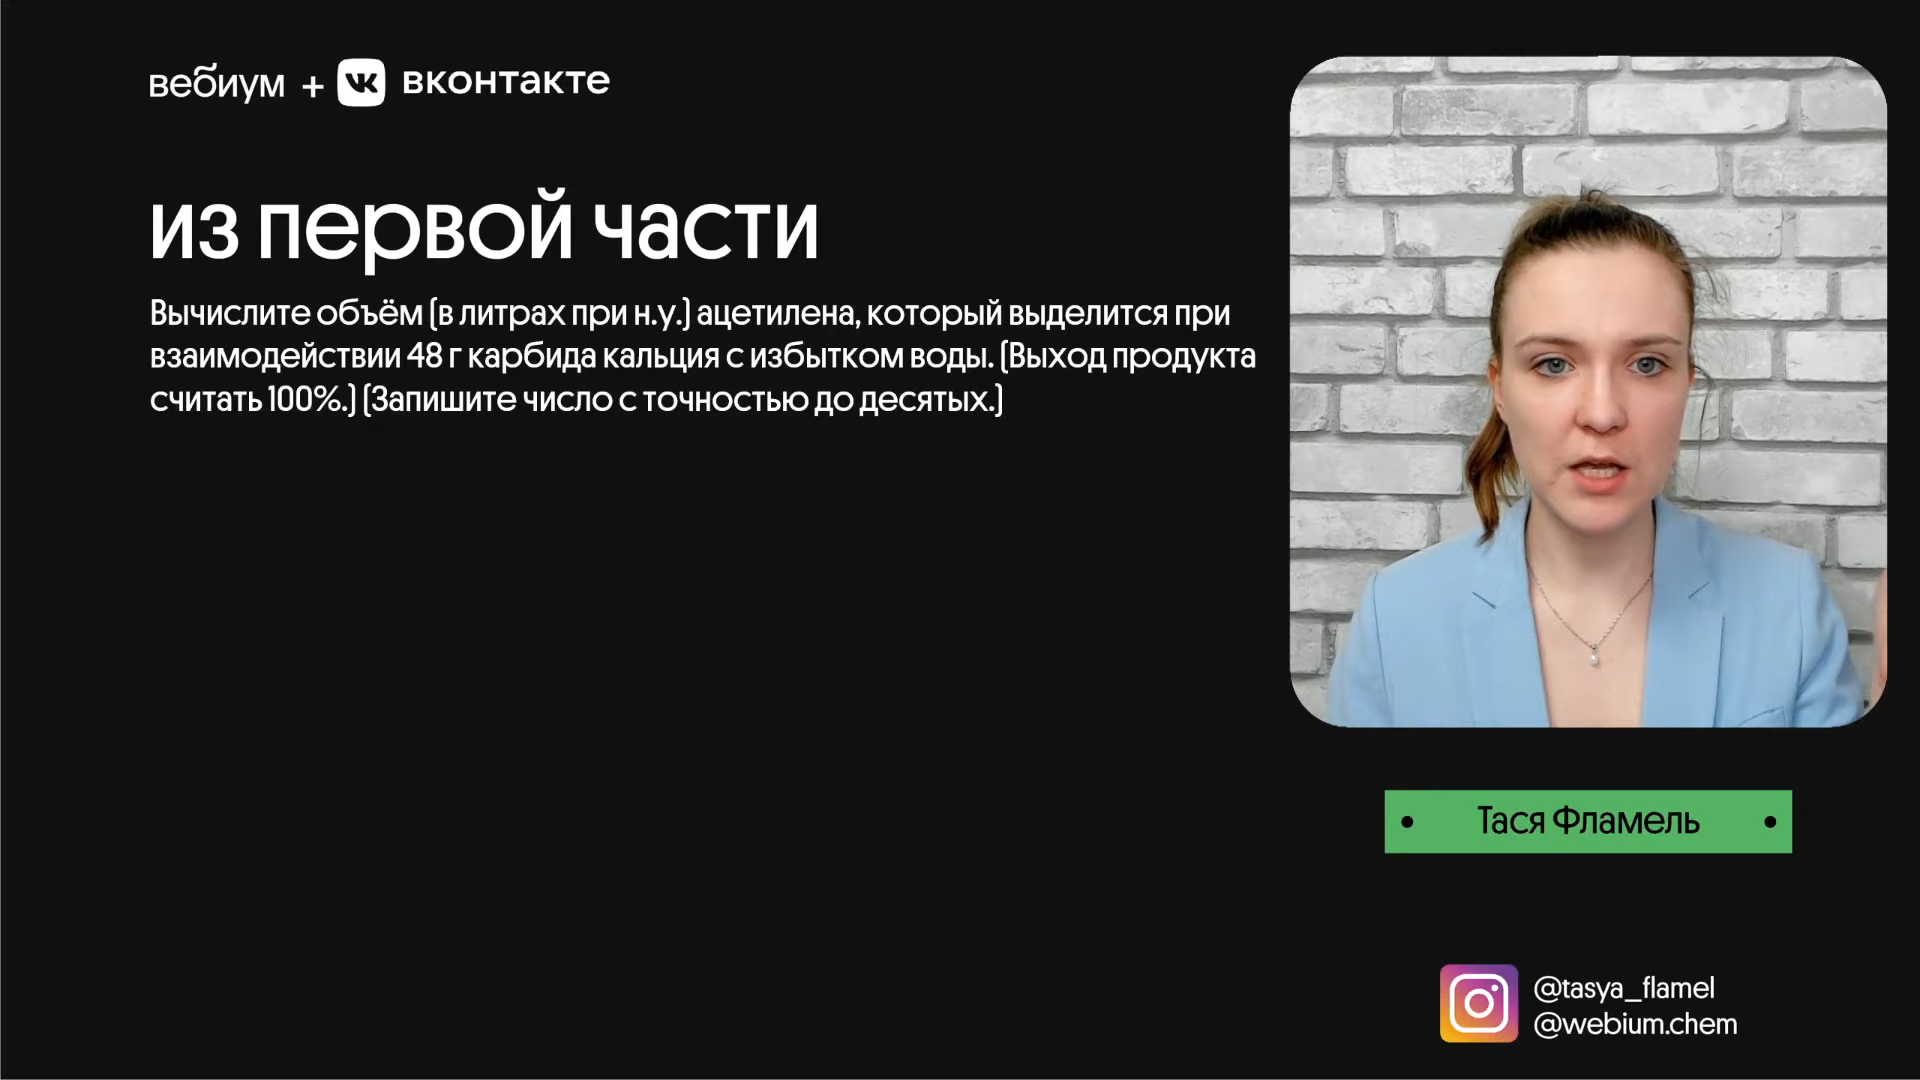 вебиум + вконтакте
из первой части
Вычислите объём (в литрах при н.у.) ацетилена, который выделится при
взаимодействии 48 г карбида кальция с избытком воды. (Выход продукта
считать 100%.) (Запишите число с точностью до десятых.)
• Тася Фламель •
@tasya_flamel
@webium.chem